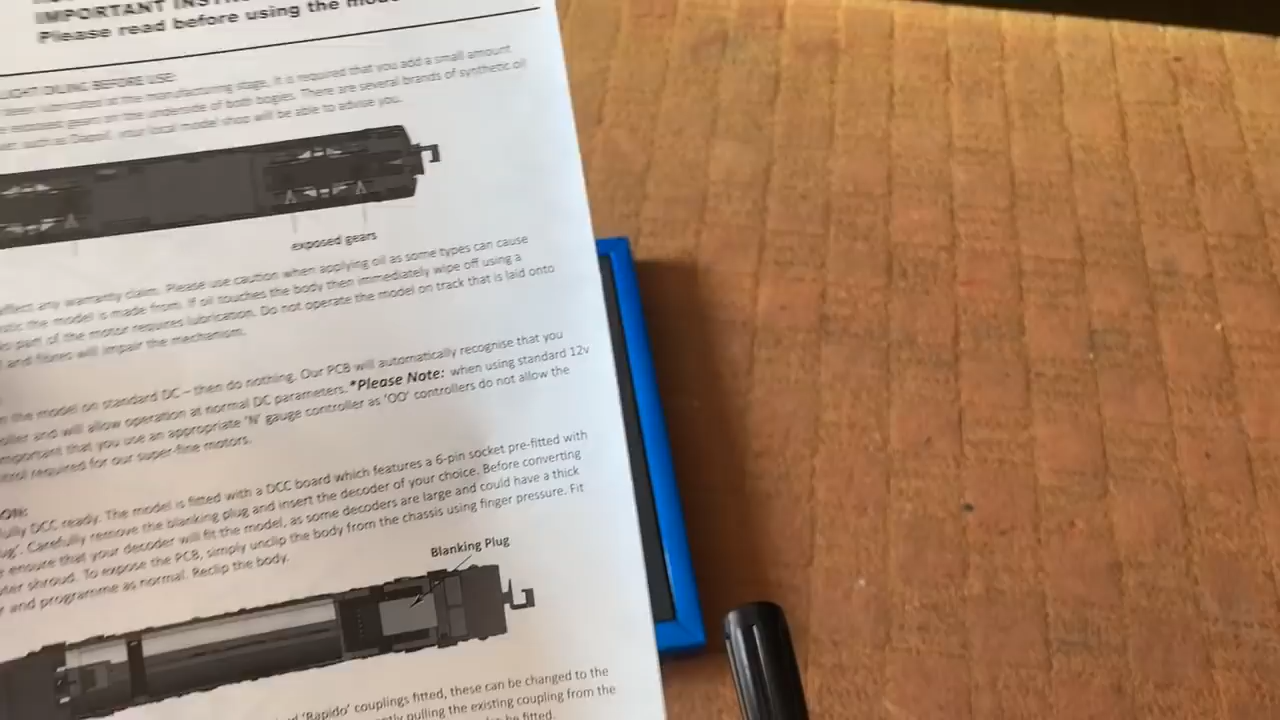 IMPORTANT
Please read before using the
LIGHT OILING BEFORE USE:
been lubricated at the manufacturing stage, it is required that you add a small amount
exposed gears on the underside of both bogies. There are several brands of synthetic oil
such as Dapol, your local model shop will be able to advise you.
exposed gears
affect any warranty claim. Please use caution when applying oil as some types can cause
the model is made from. If oil touches the body then immediately wipe off using a
part of the motor requires lubrication. Do not operate the model on track that is laid onto
and fibres will impair the mechanism.
the model on standard DC – then do nothing. Our PCB will automatically recognise that you
and will allow operation at normal DC parameters. *Please Note: when using standard 12v
important that you use an appropriate 'N' gauge controller as 'OO' controllers do not allow the
required for our super-fine motors.
fully DCC ready. The model is fitted with a DCC board which features a 6-pin socket pre-fitted with
Carefully remove the blanking plug and insert the decoder of your choice. Before converting
ensure that your decoder will fit the model, as some decoders are large and could have a thick
outer shroud. To expose the PCB, simply unclip the body from the chassis using finger pressure. Fit
and programme as normal. Reclip the body.
Blanking Plug
'Rapido' couplings fitted, these can be changed to the
pulling the existing coupling from the
be fitted.